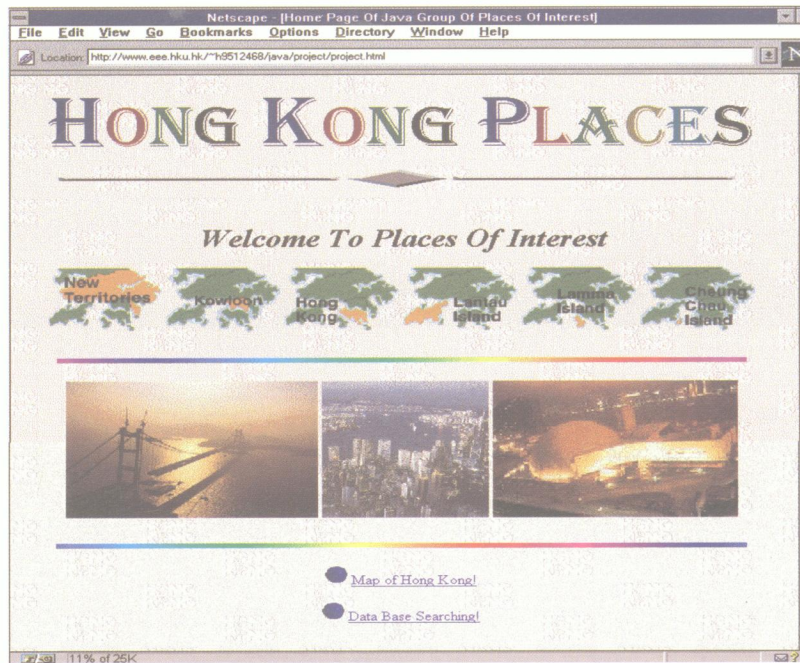 Netscape - [Home Page Of Java Group Of Places Of Interest]
File Edit View Go Bookmarks Options Directory Window Help
Location: http://www.eee.hku.hk/~h9512468/java/project/project.html
N
HONG KONG PLACES
Welcome To Places Of Interest
New
Territories
Kowloon
Hong
Kong
Lantau
Island
Lamma
Island
Cheung
Chau
Island
Map of Hong Kong!
Data Base Searching!
11% of 25K